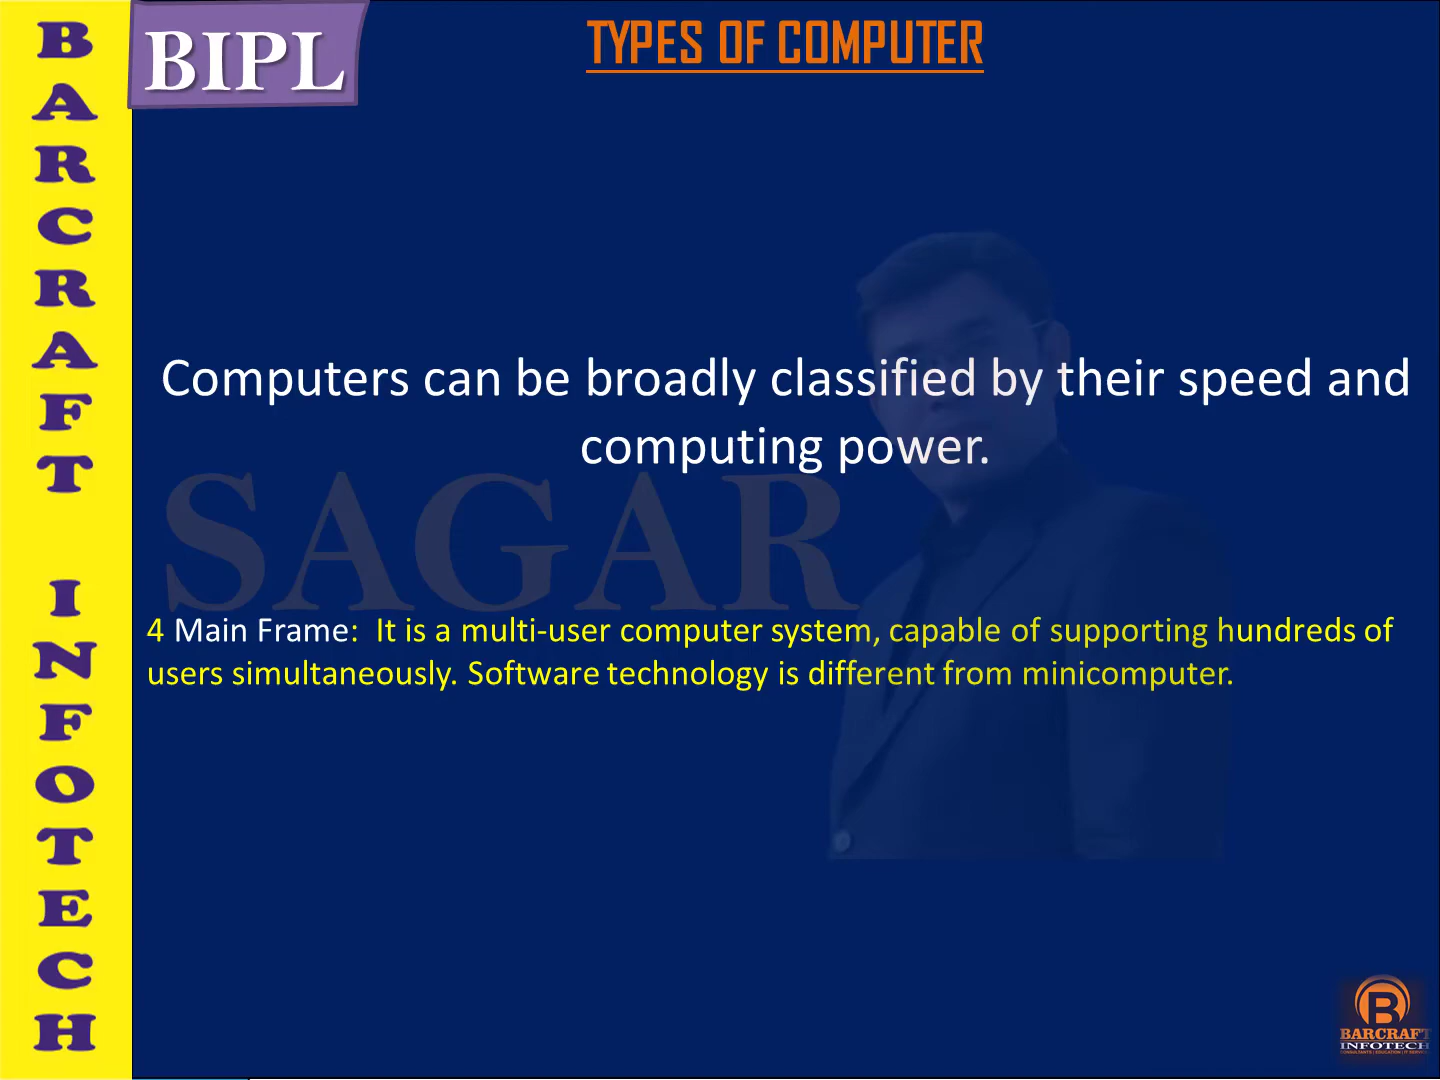 BARCRAFT INFOTECH
BIPL
TYPES OF COMPUTER
Computers can be broadly classified by their speed and
computing power.
SAGAR
4 Main Frame:  It is a multi-user computer system, capable of supporting hundreds of
users simultaneously. Software technology is different from minicomputer.
B
BARCRAFT
INFOTECH